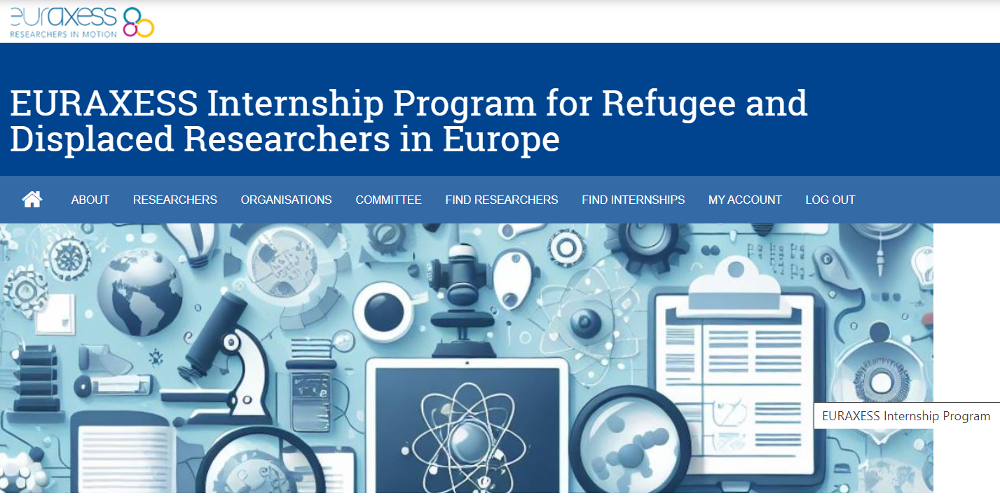 euraxess
RESEARCHERS IN MOTION
EURAXESS Internship Program for Refugee and
Displaced Researchers in Europe
ABOUT RESEARCHERS ORGANISATIONS COMMITTEE FIND RESEARCHERS FIND INTERNSHIPS MY ACCOUNT LOG OUT
EURAXESS Internship Program